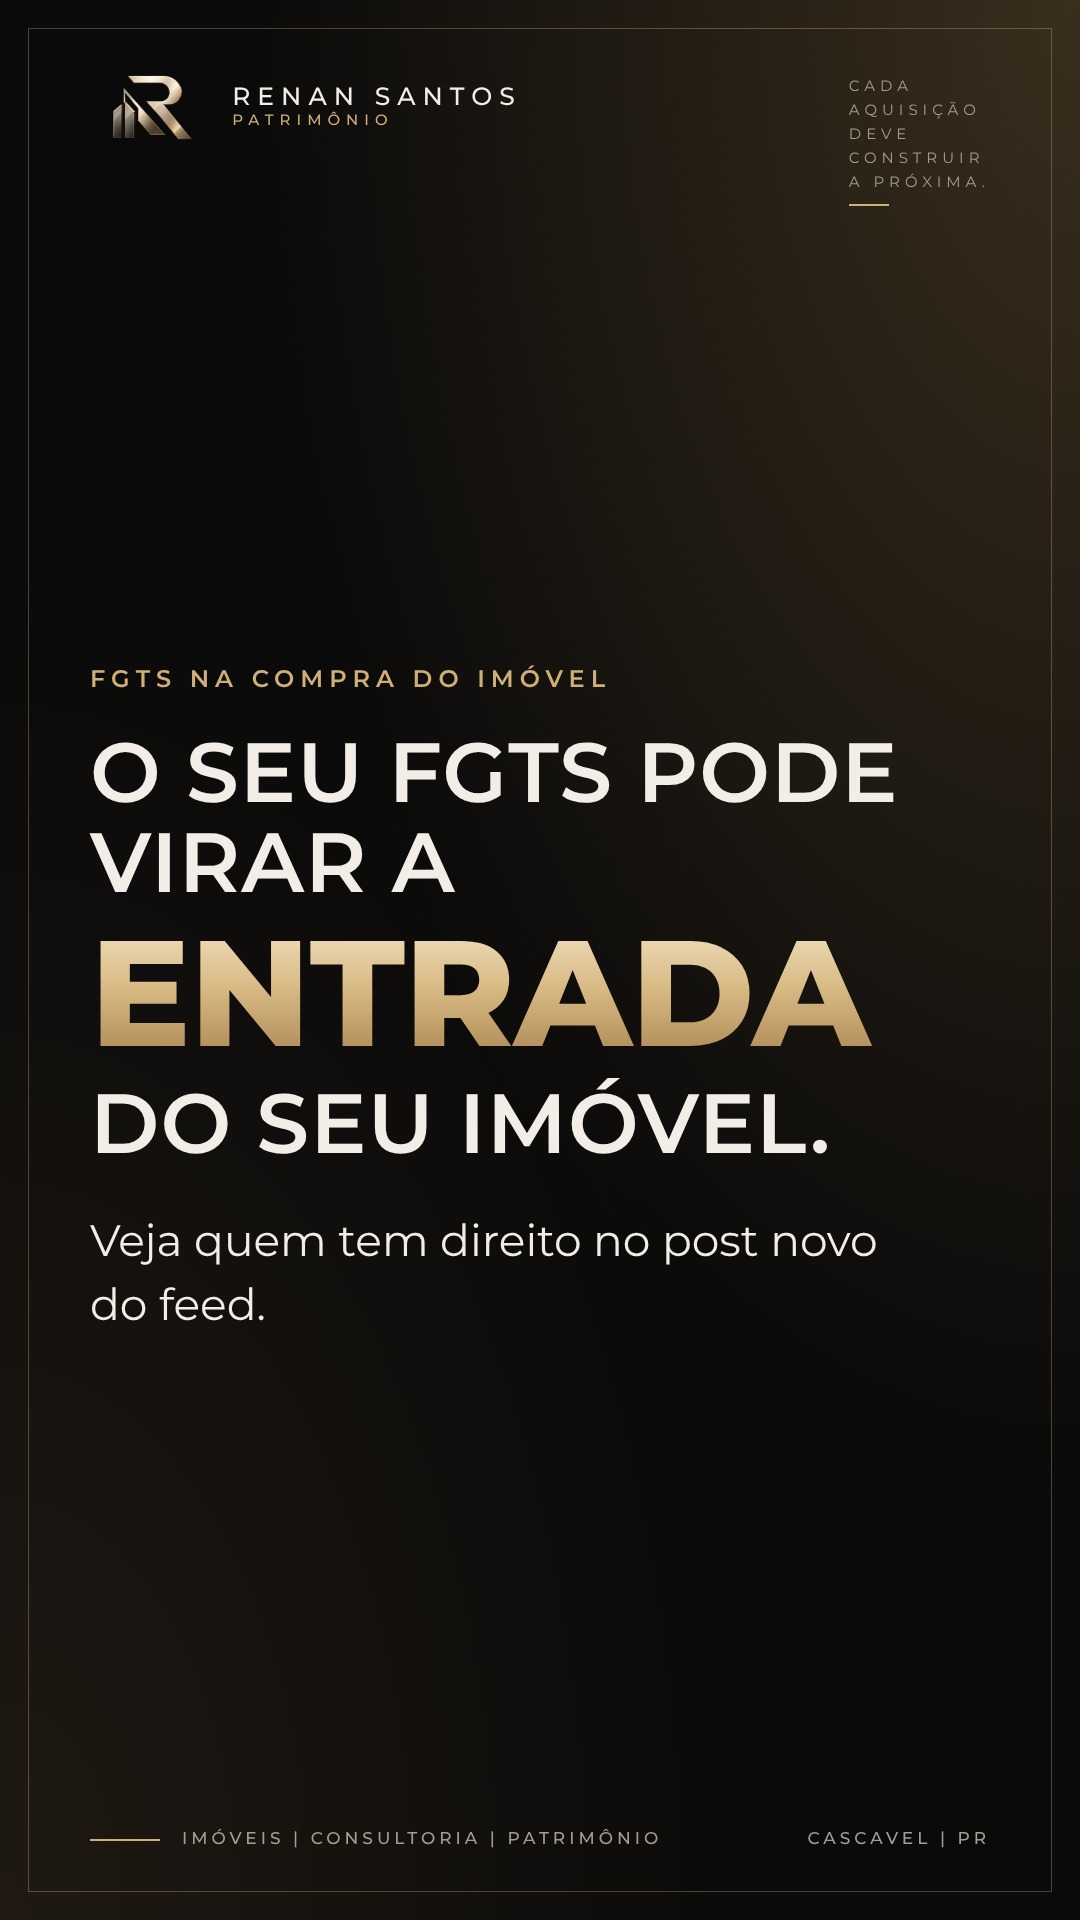 RENAN SANTOS
PATRIMÔNIO
CADA
AQUISIÇÃO
DEVE
CONSTRUIR
A PRÓXIMA.
FGTS NA COMPRA DO IMÓVEL
O SEU FGTS PODE
VIRAR A
ENTRADA
DO SEU IMÓVEL.
Veja quem tem direito no post novo
do feed.
IMÓVEIS | CONSULTORIA | PATRIMÔNIO
CASCAVEL | PR